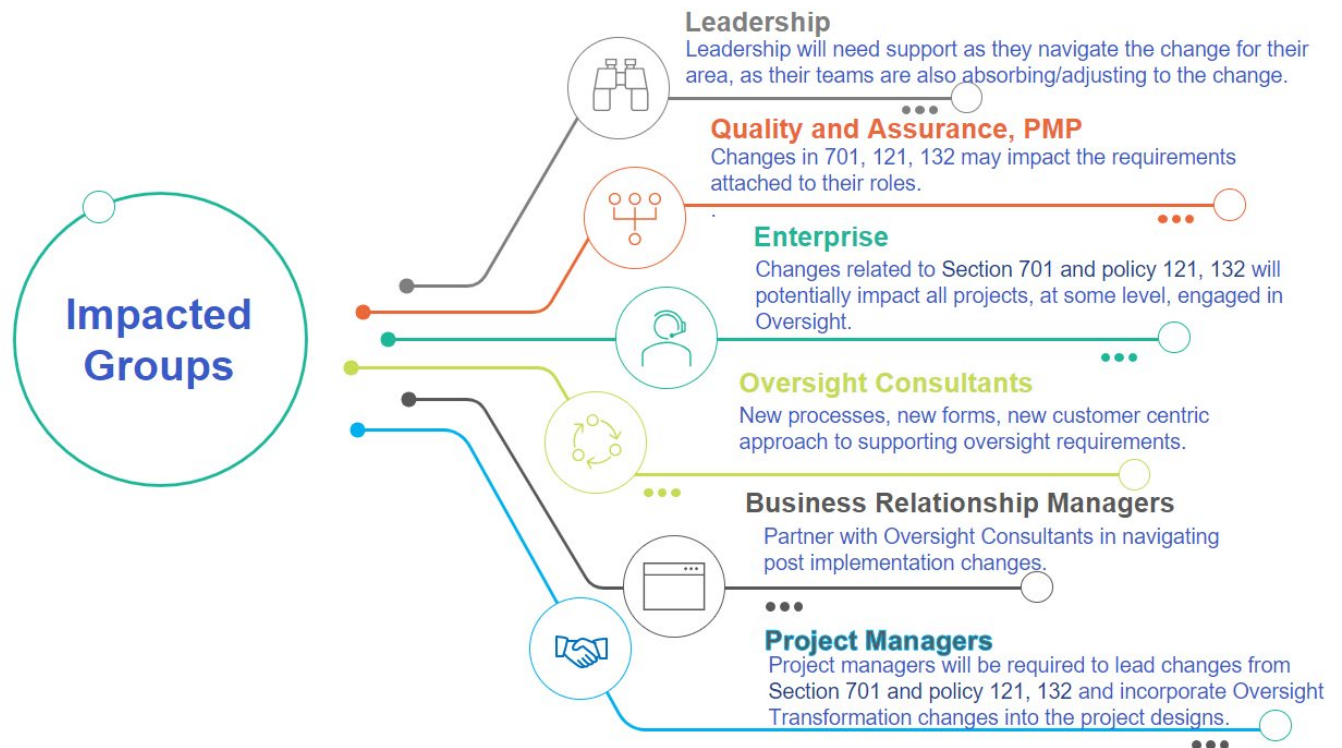 Impacted
Groups
Leadership
Leadership will need support as they navigate the change for their
area, as their teams are also absorbing/adjusting to the change.
Quality and Assurance, PMP
Changes in 701, 121, 132 may impact the requirements
attached to their roles.
.
Enterprise
Changes related to Section 701 and policy 121, 132 will
potentially impact all projects, at some level, engaged in
Oversight.
Oversight Consultants
New processes, new forms, new customer centric
approach to supporting oversight requirements.
Business Relationship Managers
Partner with Oversight Consultants in navigating
post implementation changes.
Project Managers
Project managers will be required to lead changes from
Section 701 and policy 121, 132 and incorporate Oversight
Transformation changes into the project designs.